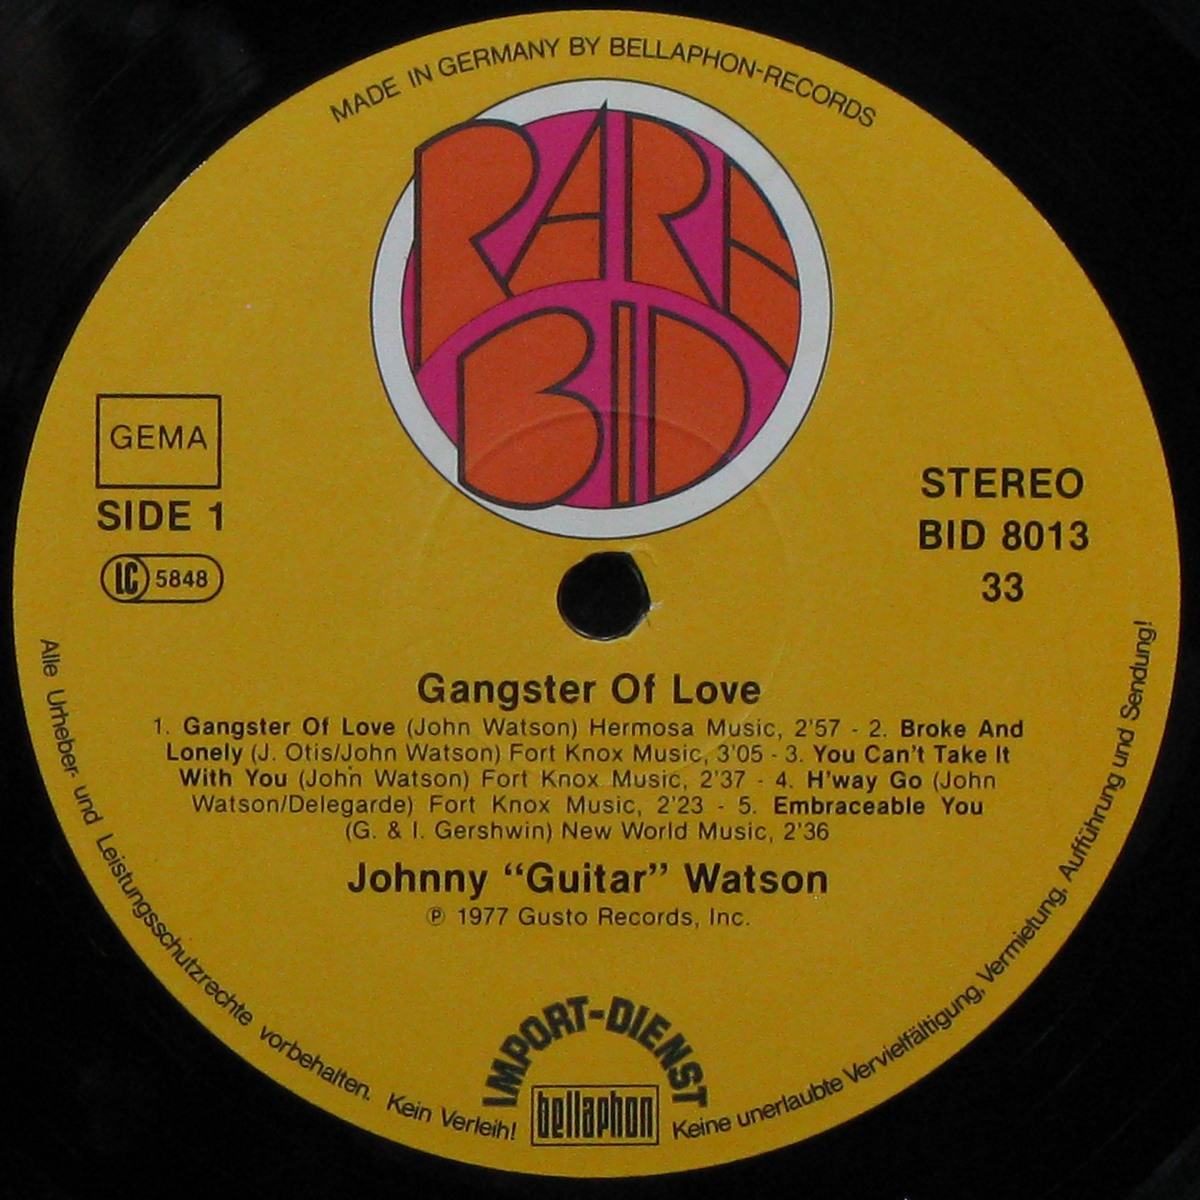 MADE IN GERMANY BY BELLAPHON-RECORDS
RARE
BID
GEMA
SIDE 1
LC 5848
STEREO
BID 8013
33
Gangster Of Love
1. Gangster Of Love (John Watson) Hermosa Music, 2'57 - 2. Broke And
Lonely (J. Otis/John Watson) Fort Knox Music, 3'05 - 3. You Can't Take It
With You (John Watson) Fort Knox Music, 2'37 - 4. H'way Go (John
Watson/Delegarde) Fort Knox Music, 2'23 - 5. Embraceable You
(G. & I. Gershwin) New World Music, 2'36
Johnny “Guitar” Watson
℗ 1977 Gusto Records, Inc.
IMPORT-DIENST
bellaphon
Alle Urheber- und Leistungsschutzrechte vorbehalten. Kein Verleih! Keine unerlaubte Vervielfältigung, Vermietung, Aufführung und Sendung!